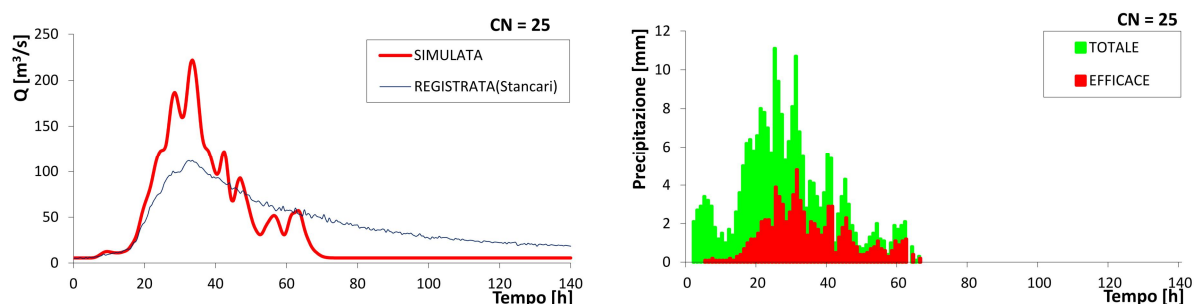 CN = 25
Q [m³/s]
250
200
150
100
50
0
SIMULATA
REGISTRATA(Stancari)
0 20 40 60 80 100 120 140
Tempo [h]
CN = 25
Precipitazione [mm]
12
10
8
6
4
2
0
TOTALE
EFFICACE
0 20 40 60 80 100 120 140
Tempo [h]